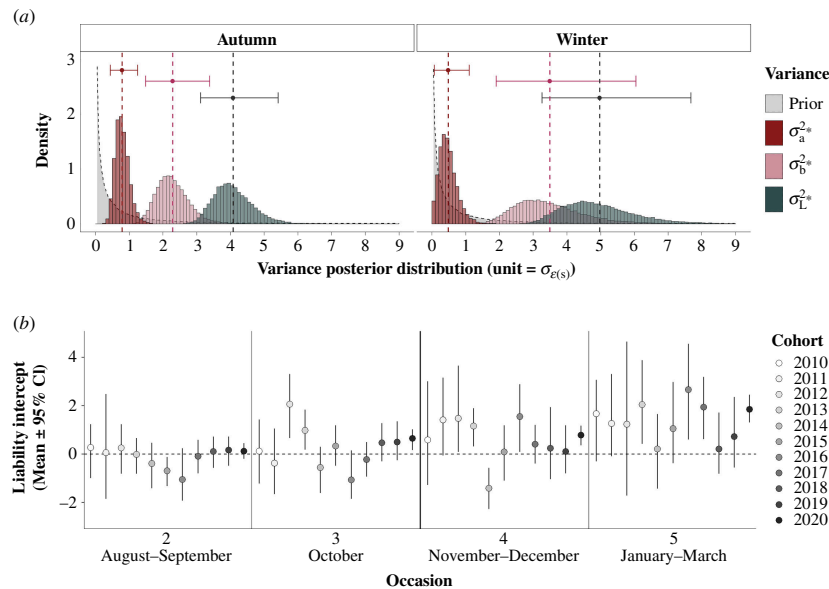 (a)
Autumn
Winter
3
2
1
0
Density
0 1 2 3 4 5 6 7 8 9
0 1 2 3 4 5 6 7 8 9
Variance posterior distribution (unit = σε(s))
Variance
Prior
σ²*a
σ²*b
σ²*L
(b)
4
2
0
−2
Liability intercept
(Mean ± 95% CI)
2 3 4 5
August–September October November–December January–March
Occasion
Cohort
2010
2011
2012
2013
2014
2015
2016
2017
2018
2019
2020